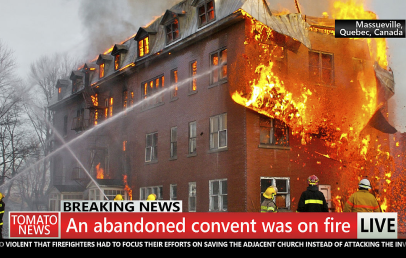 Massueville,
Quebec, Canada
BREAKING NEWS
TOMATO
NEWS
An abandoned convent was on fire
LIVE
O VIOLENT THAT FIREFIGHTERS HAD TO FOCUS THEIR EFFORTS ON SAVING THE ADJACENT CHURCH INSTEAD OF ATTACKING THE INV